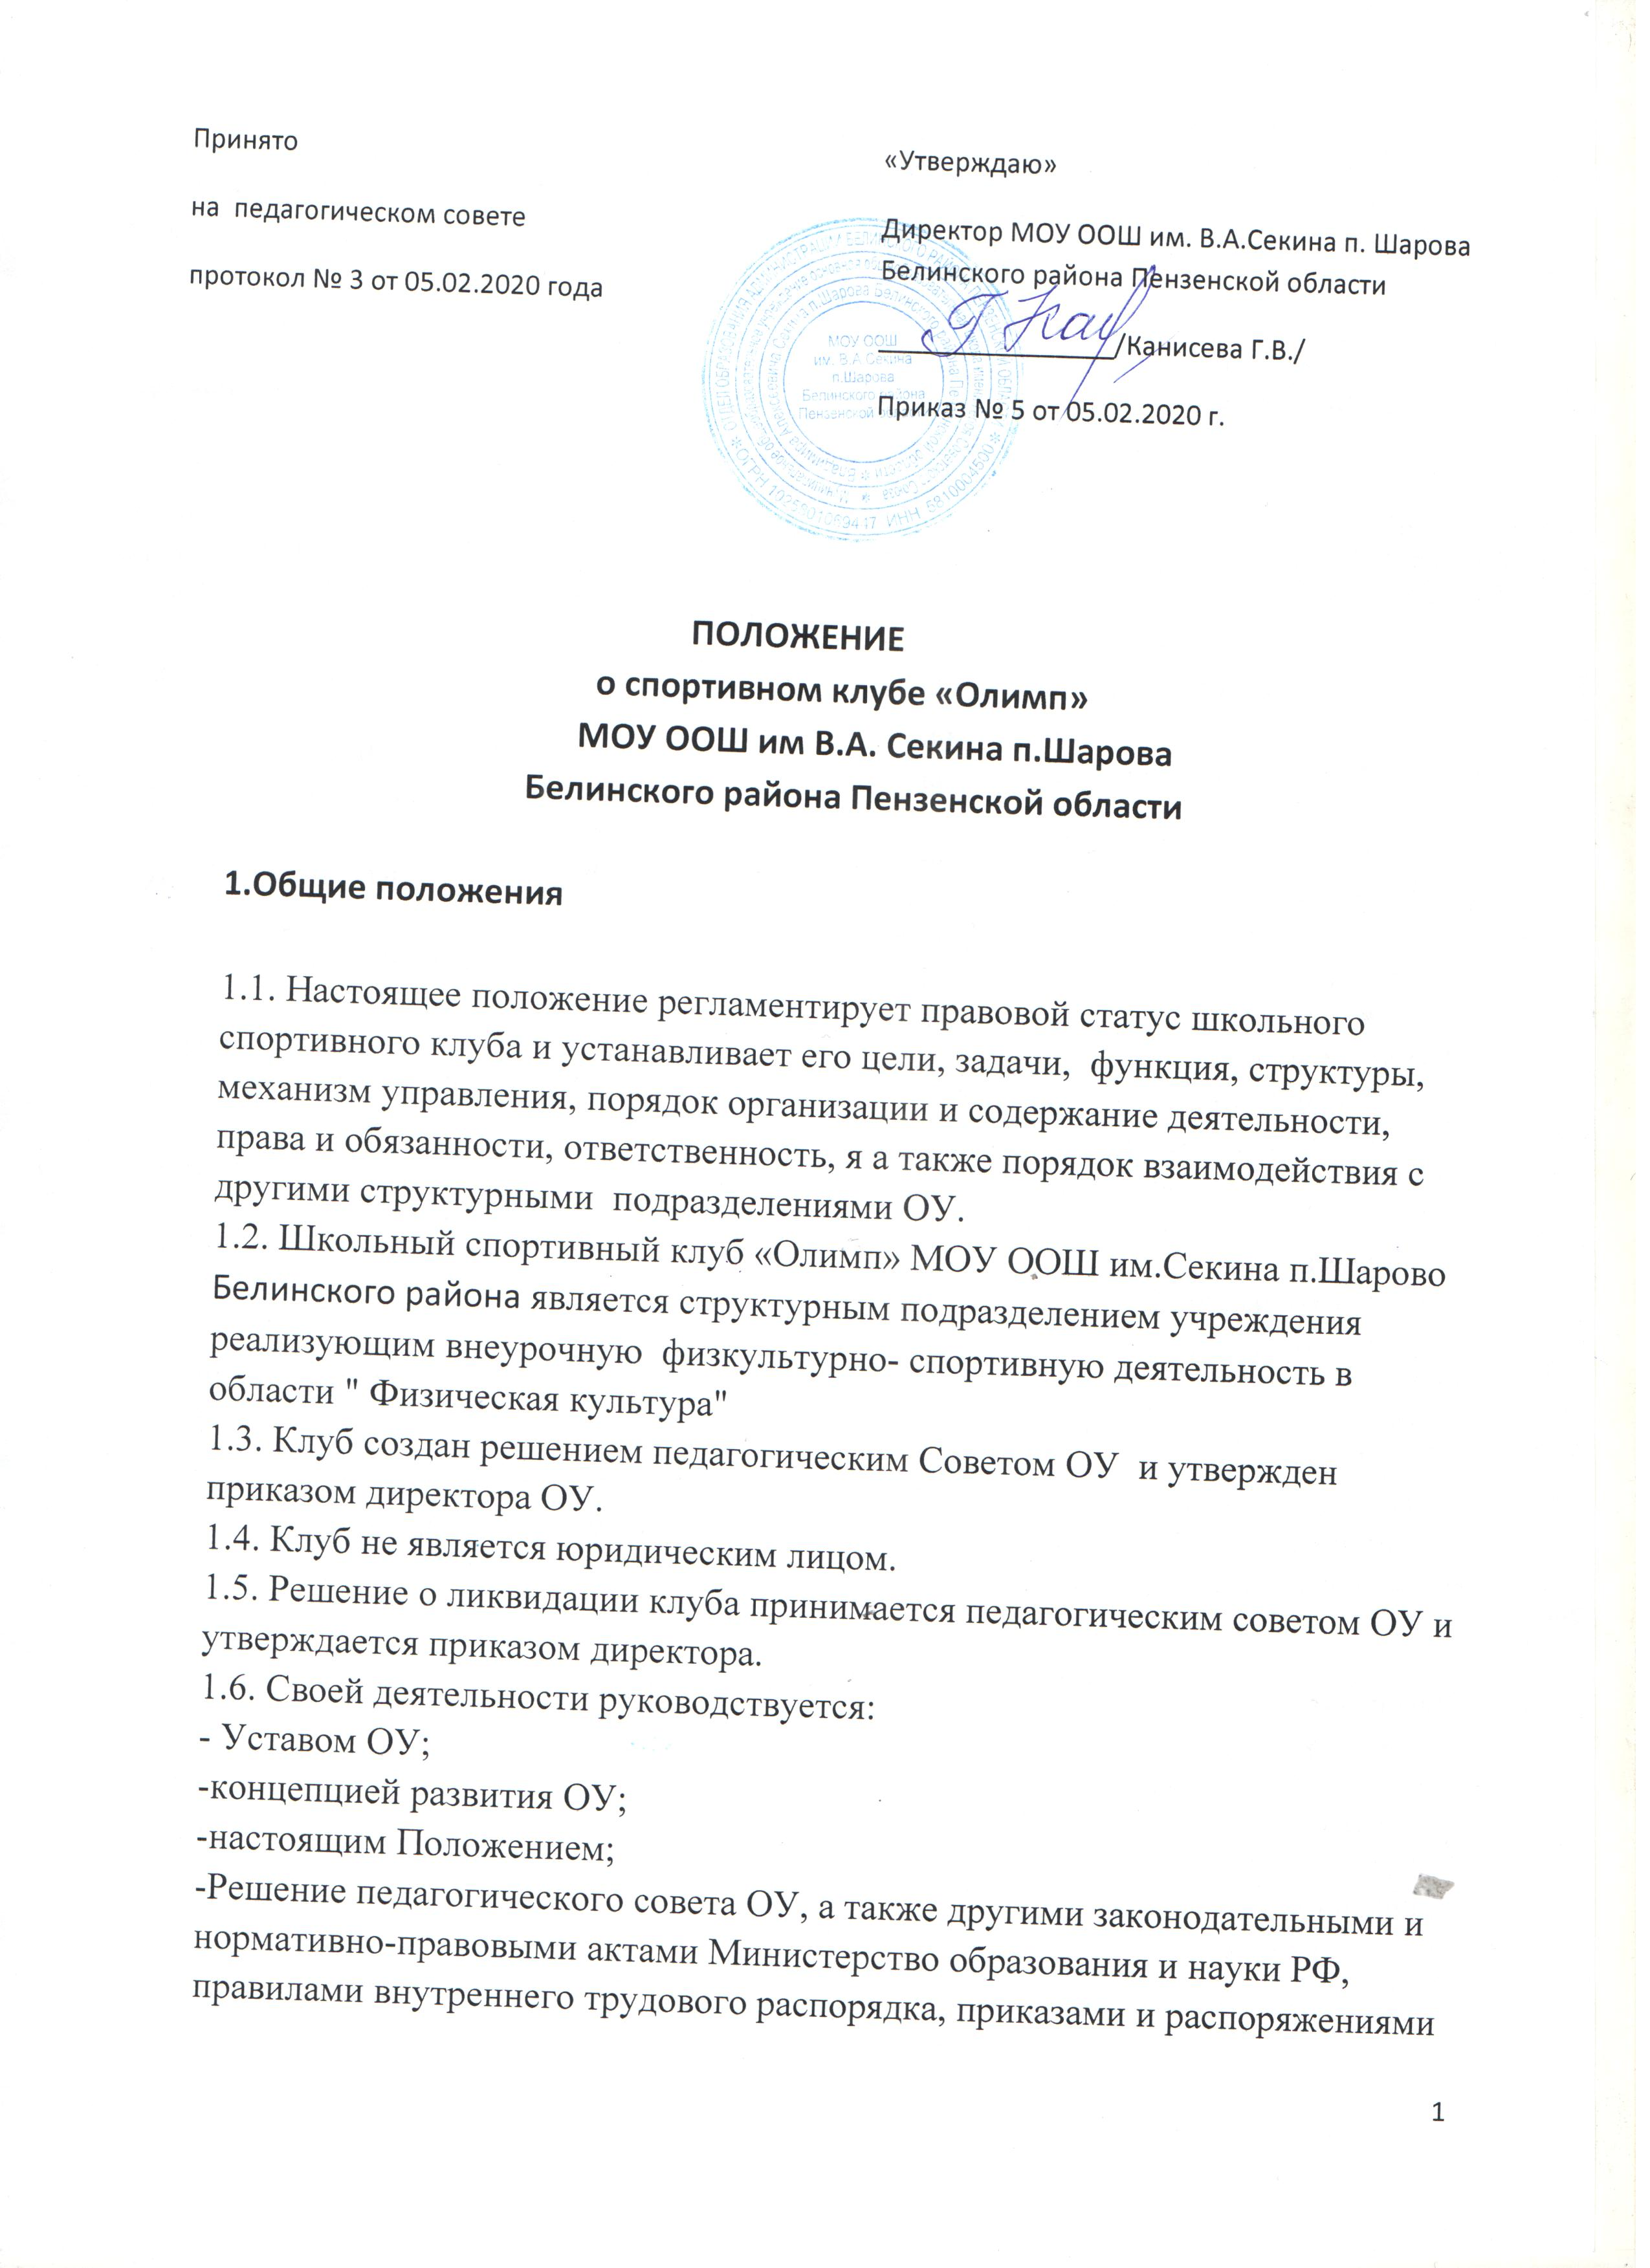 Принято
на  педагогическом совете
протокол № 3 от 05.02.2020 года
«Утверждаю»
Директор МОУ ООШ им. В.А.Секина п. Шарова
Белинского района Пензенской области
/Канисева Г.В./
Приказ № 5 от 05.02.2020 г.
МОУ ООШ
им. В.А.Секина
п.Шарова
Белинского района
Пензенской
ПОЛОЖЕНИЕ
о спортивном клубе «Олимп»
МОУ ООШ им В.А. Секина п.Шарова
Белинского района Пензенской области
1.Общие положения
1.1. Настоящее положение регламентирует правовой статус школьного
спортивного клуба и устанавливает его цели, задачи,  функция, структуры,
механизм управления, порядок организации и содержание деятельности,
права и обязанности, ответственность, я а также порядок взаимодействия с
другими структурными  подразделениями ОУ.
1.2. Школьный спортивный клуб «Олимп» МОУ ООШ им.Секина п.Шарово
Белинского района является структурным подразделением учреждения
реализующим внеурочную  физкультурно- спортивную деятельность в
области " Физическая культура"
1.3. Клуб создан решением педагогическим Советом ОУ  и утвержден
приказом директора ОУ.
1.4. Клуб не является юридическим лицом.
1.5. Решение о ликвидации клуба принимается педагогическим советом ОУ и
утверждается приказом директора.
1.6. Своей деятельности руководствуется:
- Уставом ОУ;
-концепцией развития ОУ;
-настоящим Положением;
-Решение педагогического совета ОУ, а также другими законодательными и
нормативно-правовыми актами Министерство образования и науки РФ,
правилами внутреннего трудового распорядка, приказами и распоряжениями
1